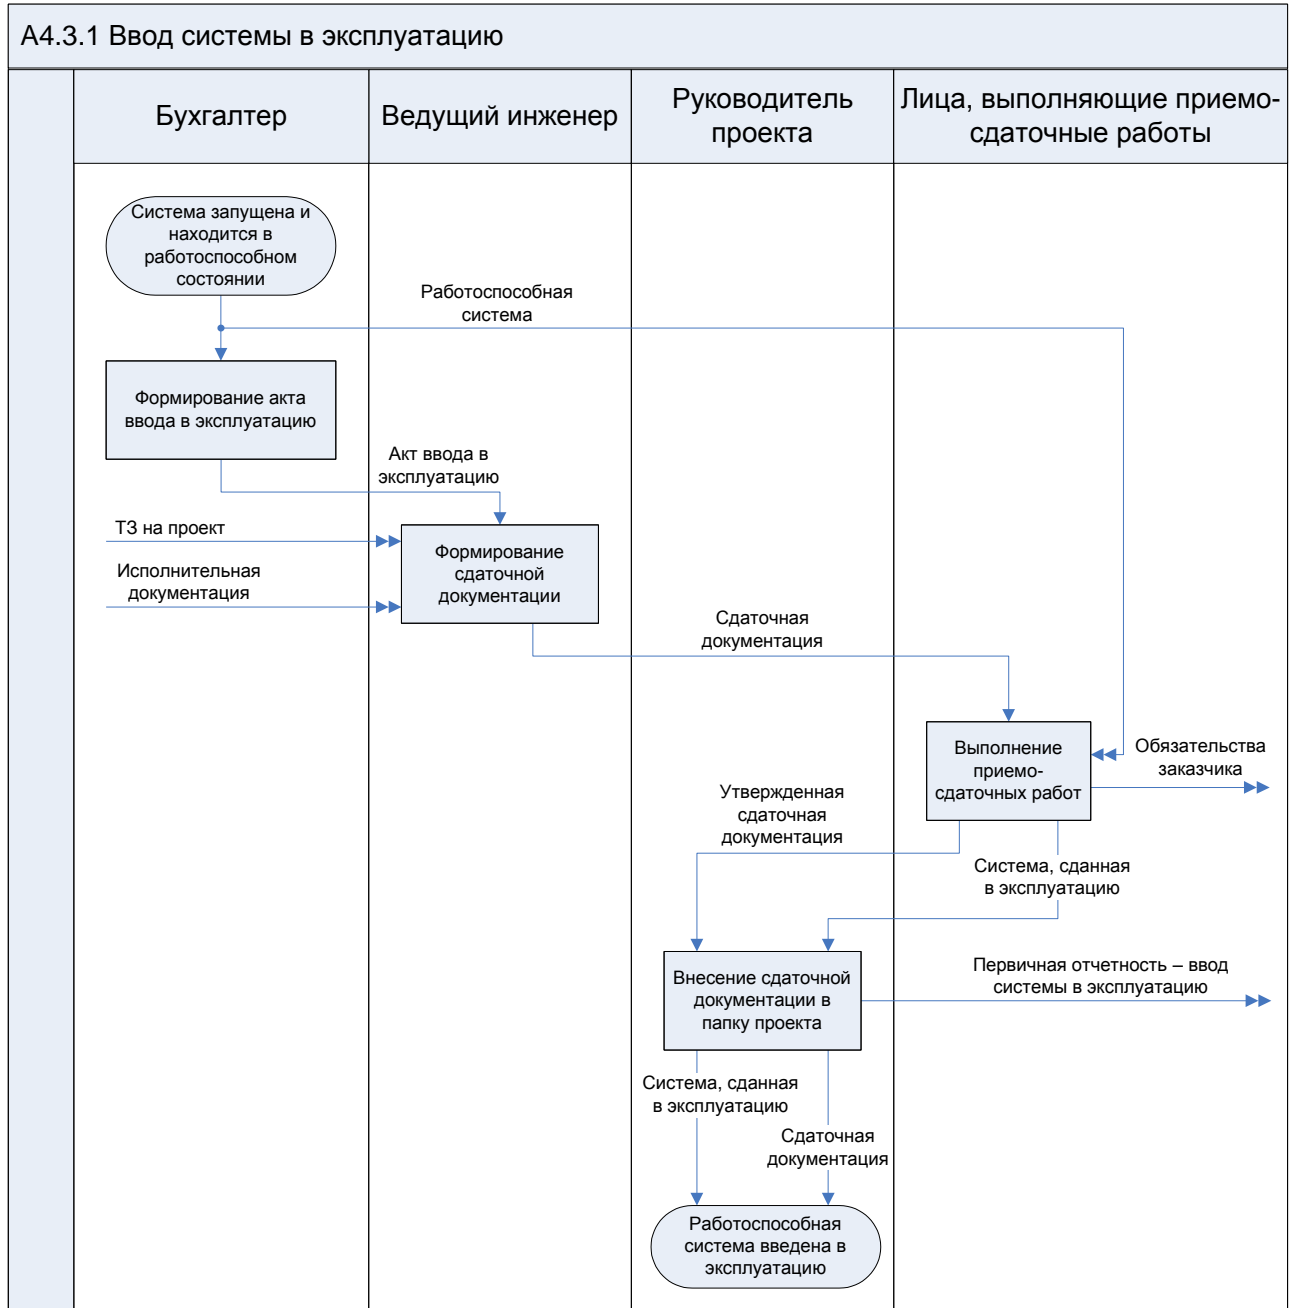 А4.3.1 Ввод системы в эксплуатацию
Бухгалтер
Ведущий инженер
Руководитель
проекта
Лица, выполняющие приемо-
сдаточные работы
Система запущена и
находится в
работоспособном
состоянии
Работоспособная
система
Формирование акта
ввода в эксплуатацию
Акт ввода в
эксплуатацию
ТЗ на проект
Исполнительная
документация
Формирование
сдаточной
документации
Сдаточная
документация
Выполнение
приемо-
сдаточных работ
Обязательства
заказчика
Утвержденная
сдаточная
документация
Система, сданная
в эксплуатацию
Внесение сдаточной
документации в
папку проекта
Первичная отчетность – ввод
системы в эксплуатацию
Система, сданная
в эксплуатацию
Сдаточная
документация
Работоспособная
система введена в
эксплуатацию